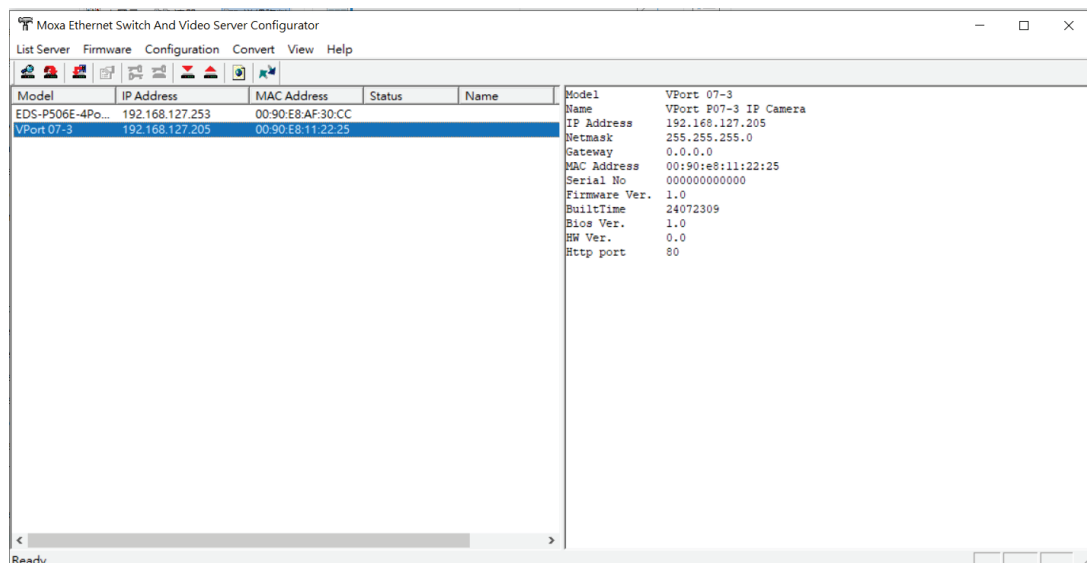 Moxa Ethernet Switch And Video Server Configurator
List Server Firmware Configuration Convert View Help
Model IP Address MAC Address Status Name
EDS-P506E-4Po... 192.168.127.253 00:90:E8:AF:30:CC
VPort 07-3 192.168.127.205 00:90:E8:11:22:25
Model VPort 07-3
Name VPort P07-3 IP Camera
IP Address 192.168.127.205
Netmask 255.255.255.0
Gateway 0.0.0.0
MAC Address 00:90:e8:11:22:25
Serial No 000000000000
Firmware Ver. 1.0
BuiltTime 24072309
Bios Ver. 1.0
HW Ver. 0.0
Http port 80
Ready